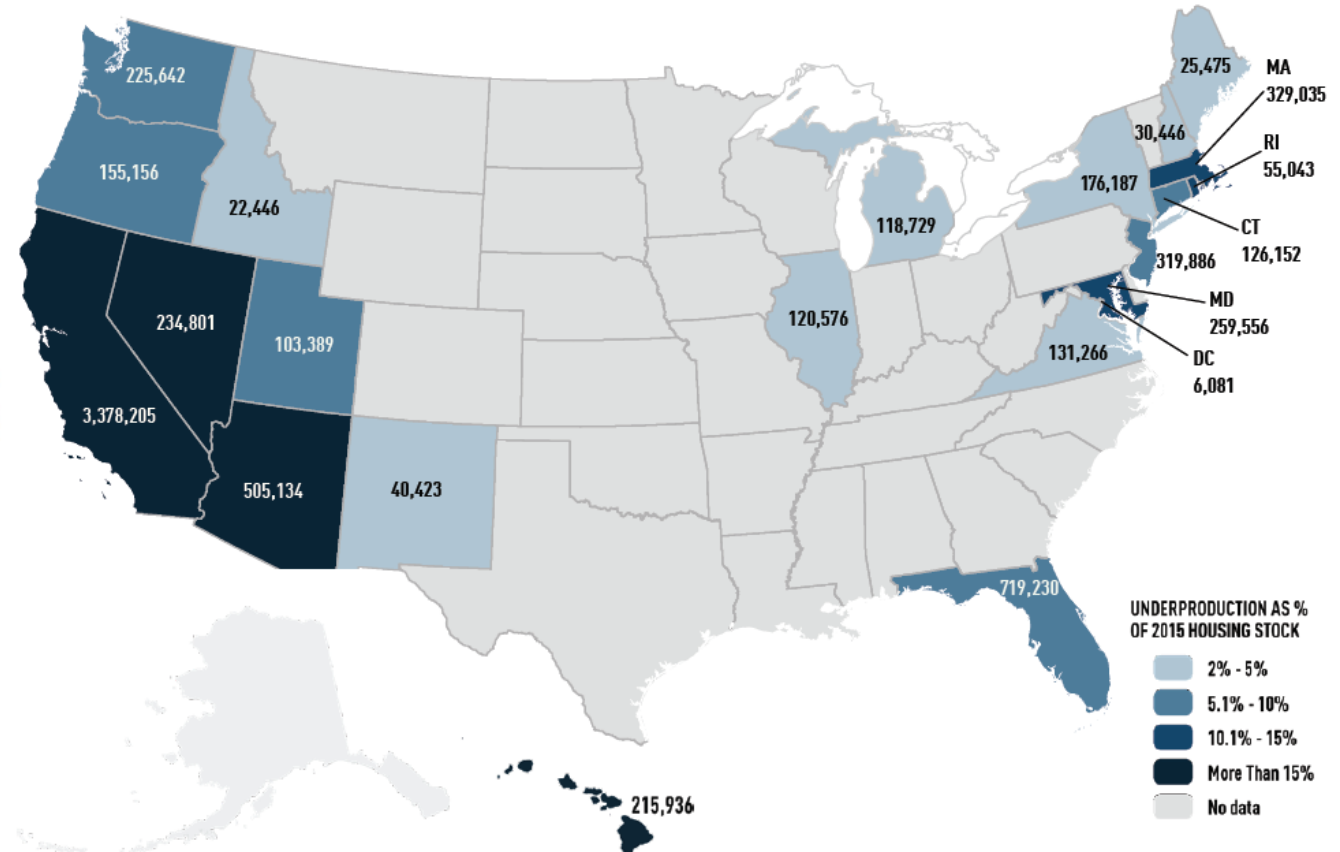 225,642
25,475
MA
329,035
30,446
RI
55,043
155,156
176,187
22,446
118,729
CT
126,152
319,886
234,801
120,576
MD
259,556
103,389
131,266
DC
6,081
3,378,205
505,134
40,423
719,230
UNDERPRODUCTION AS %
OF 2015 HOUSING STOCK
2% - 5%
5.1% - 10%
10.1% - 15%
More Than 15%
No data
215,936